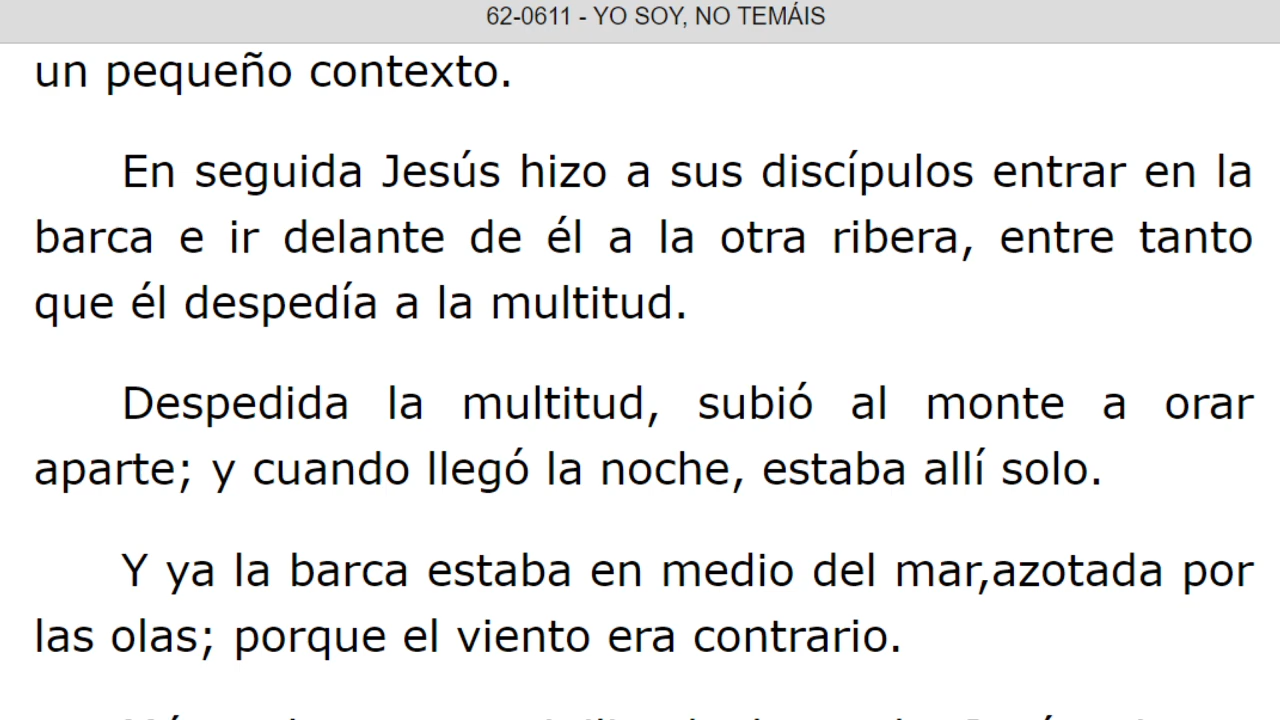 62-0611 - YO SOY, NO TEMÁIS
un pequeño contexto.
En seguida Jesús hizo a sus discípulos entrar en la
barca e ir delante de él a la otra ribera, entre tanto
que él despedía a la multitud.
Despedida la multitud, subió al monte a orar
aparte; y cuando llegó la noche, estaba allí solo.
Y ya la barca estaba en medio del mar,azotada por
las olas; porque el viento era contrario.